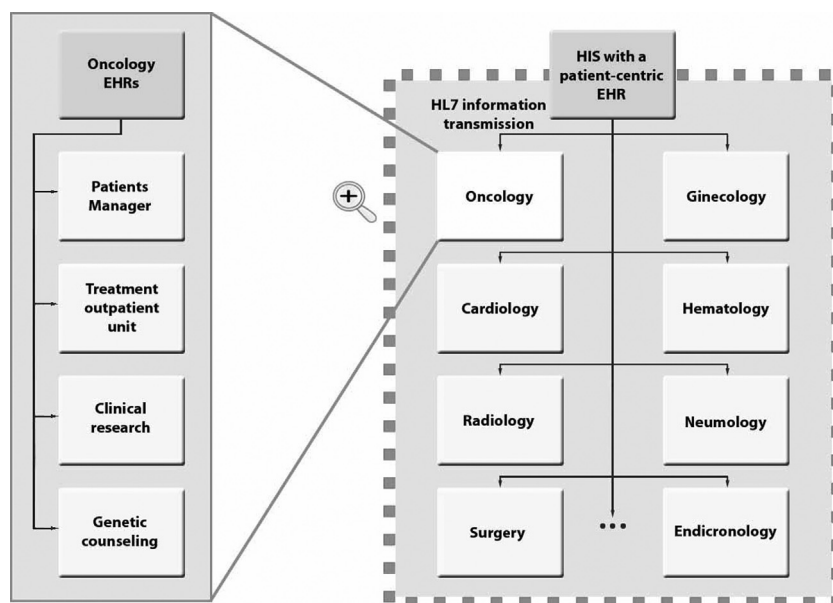 Oncology
EHRs
Patients
Manager
Treatment
outpatient
unit
Clinical
research
Genetic
counseling
HIS with a
patient-centric
EHR
HL7 information
transmission
Oncology
Ginecology
Cardiology
Hematology
Radiology
Neumology
Surgery
...
Endicronology